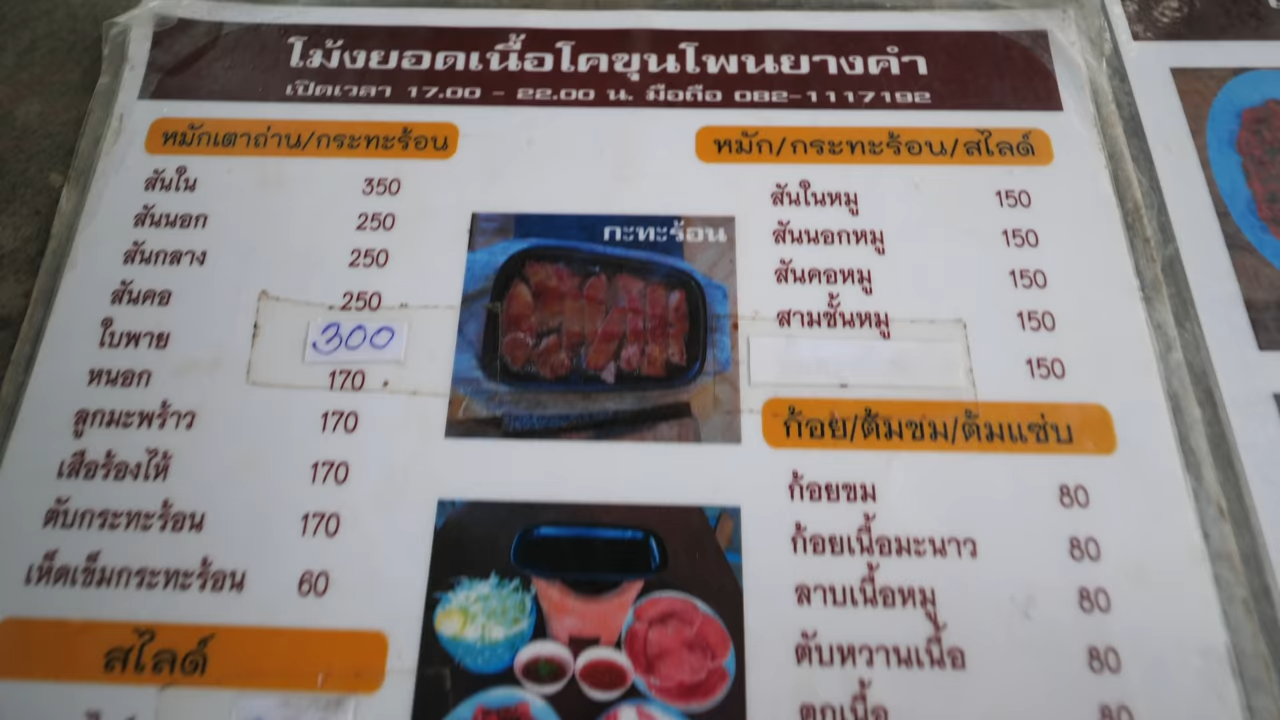 โม้งยอดเนื้อโคขุนโพนยางคำ
เปิดเวลา 17.00 - 22.00 น. มือถือ 082-1117192
หมักเตาถ่าน/กระทะร้อน
สันใน 350
สันนอก 250
สันกลาง 250
สันคอ 250
ใบพาย 300
หนอก 170
ลูกมะพร้าว 170
เสือร้องไห้ 170
ตับกระทะร้อน 170
เห็ดเข็มกระทะร้อน 60
สไลด์
กะทะร้อน
หมัก/กระทะร้อน/สไลด์
สันในหมู 150
สันนอกหมู 150
สันคอหมู 150
สามชั้นหมู 150
150
ก้อย/ต้มขม/ต้มแซ่บ
ก้อยขม 80
ก้อยเนื้อมะนาว 80
ลาบเนื้อหมู 80
ตับหวานเนื้อ 80
80